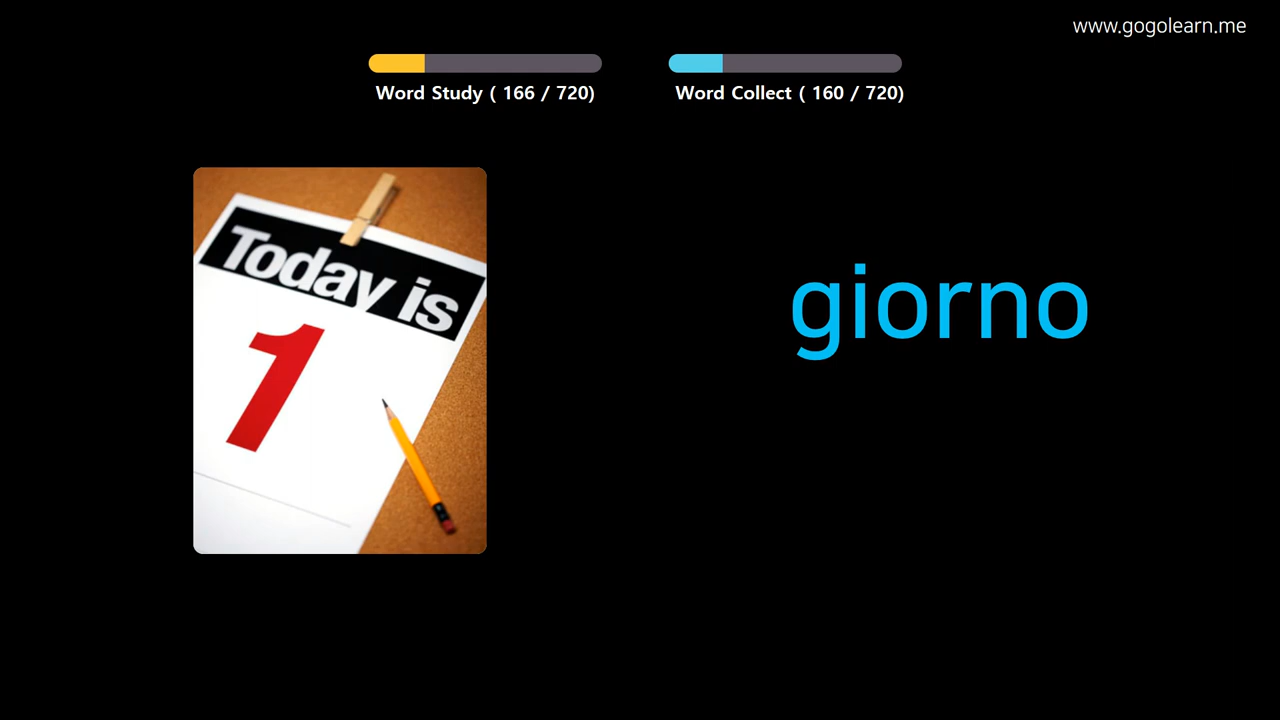 www.gogolearn.me
Word Study ( 166 / 720)
Word Collect ( 160 / 720)
Today is
1
giorno